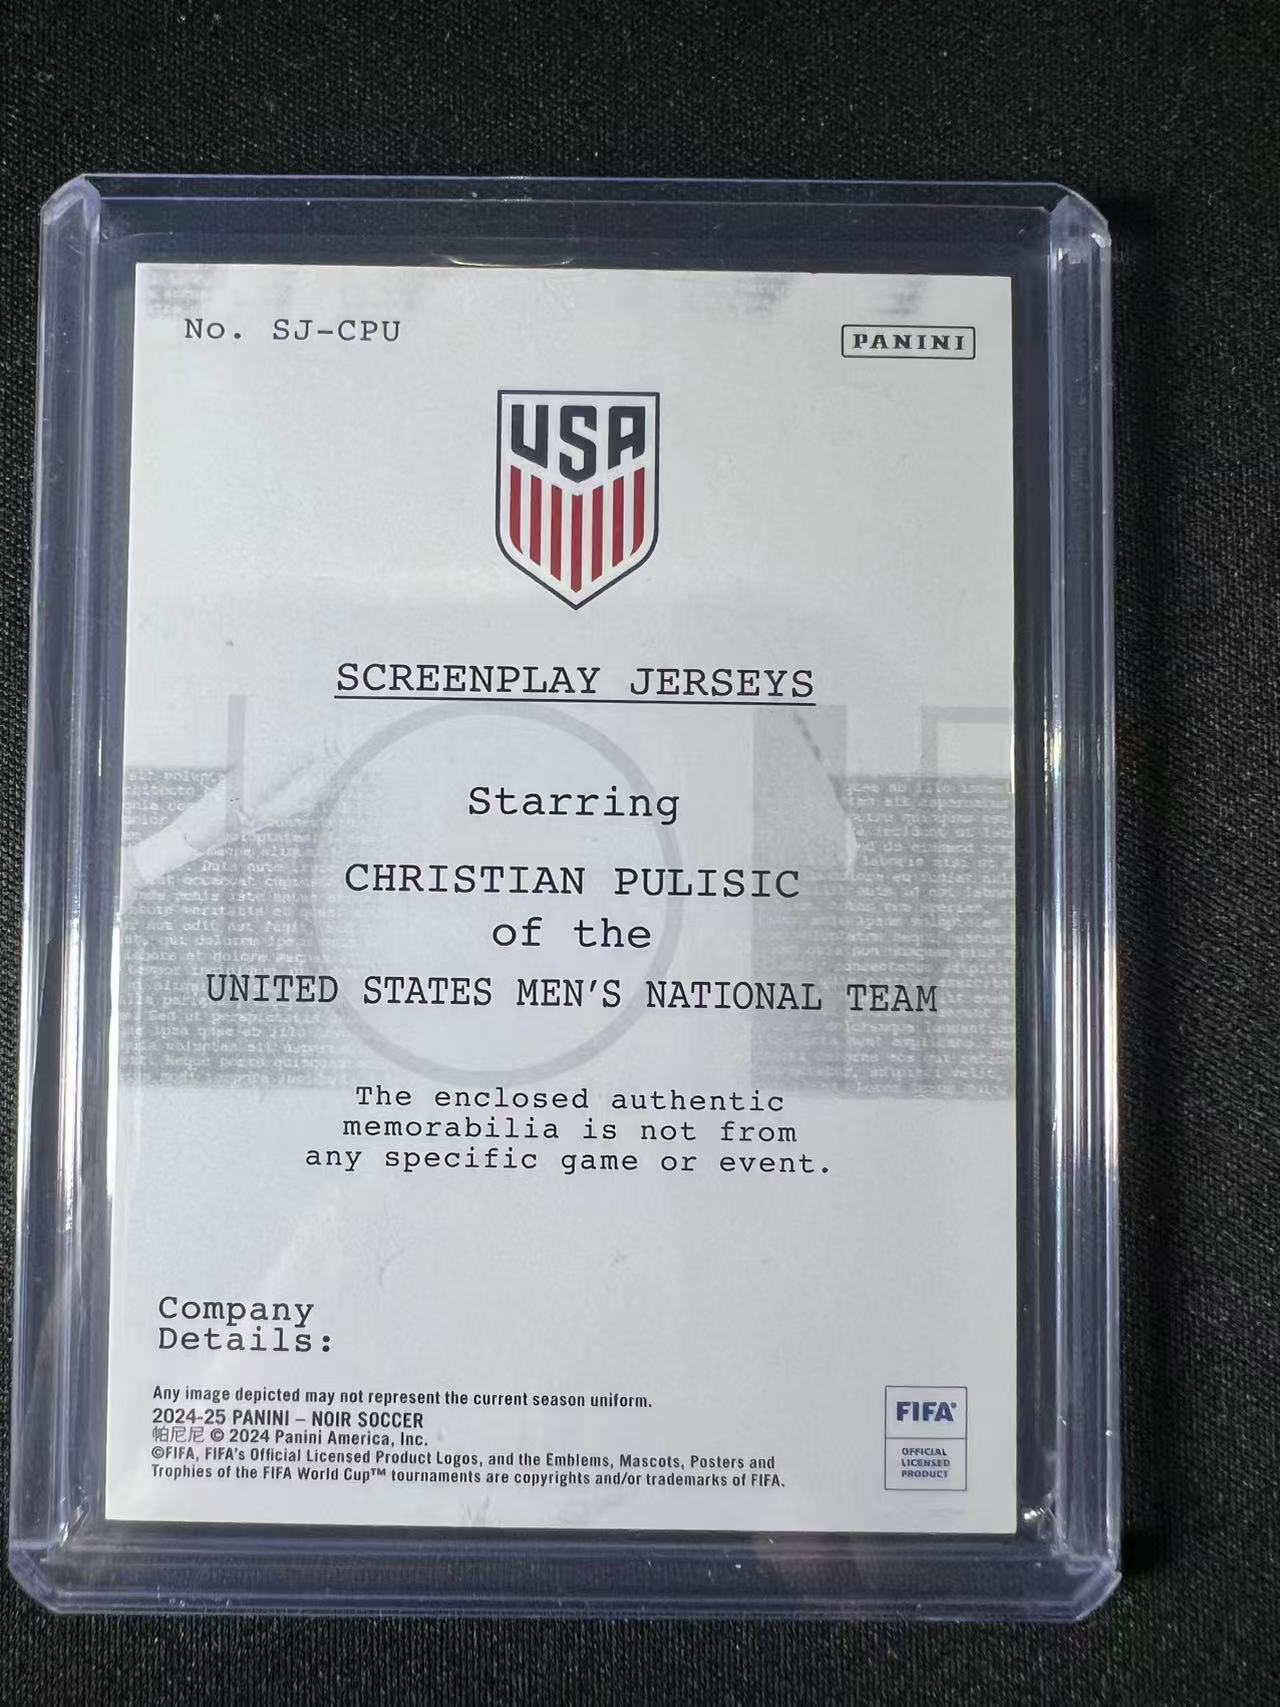 No. SJ-CPU
PANINI
USA
SCREENPLAY JERSEYS
Starring
CHRISTIAN PULISIC
of the
UNITED STATES MEN'S NATIONAL TEAM
The enclosed authentic
memorabilia is not from
any specific game or event.
Company
Details:
Any image depicted may not represent the current season uniform.
2024-25 PANINI – NOIR SOCCER
帕尼尼 © 2024 Panini America, Inc.
©FIFA, FIFA's Official Licensed Product Logos, and the Emblems, Mascots, Posters and
Trophies of the FIFA World Cup™ tournaments are copyrights and/or trademarks of FIFA.
FIFA®
OFFICIAL
LICENSED
PRODUCT